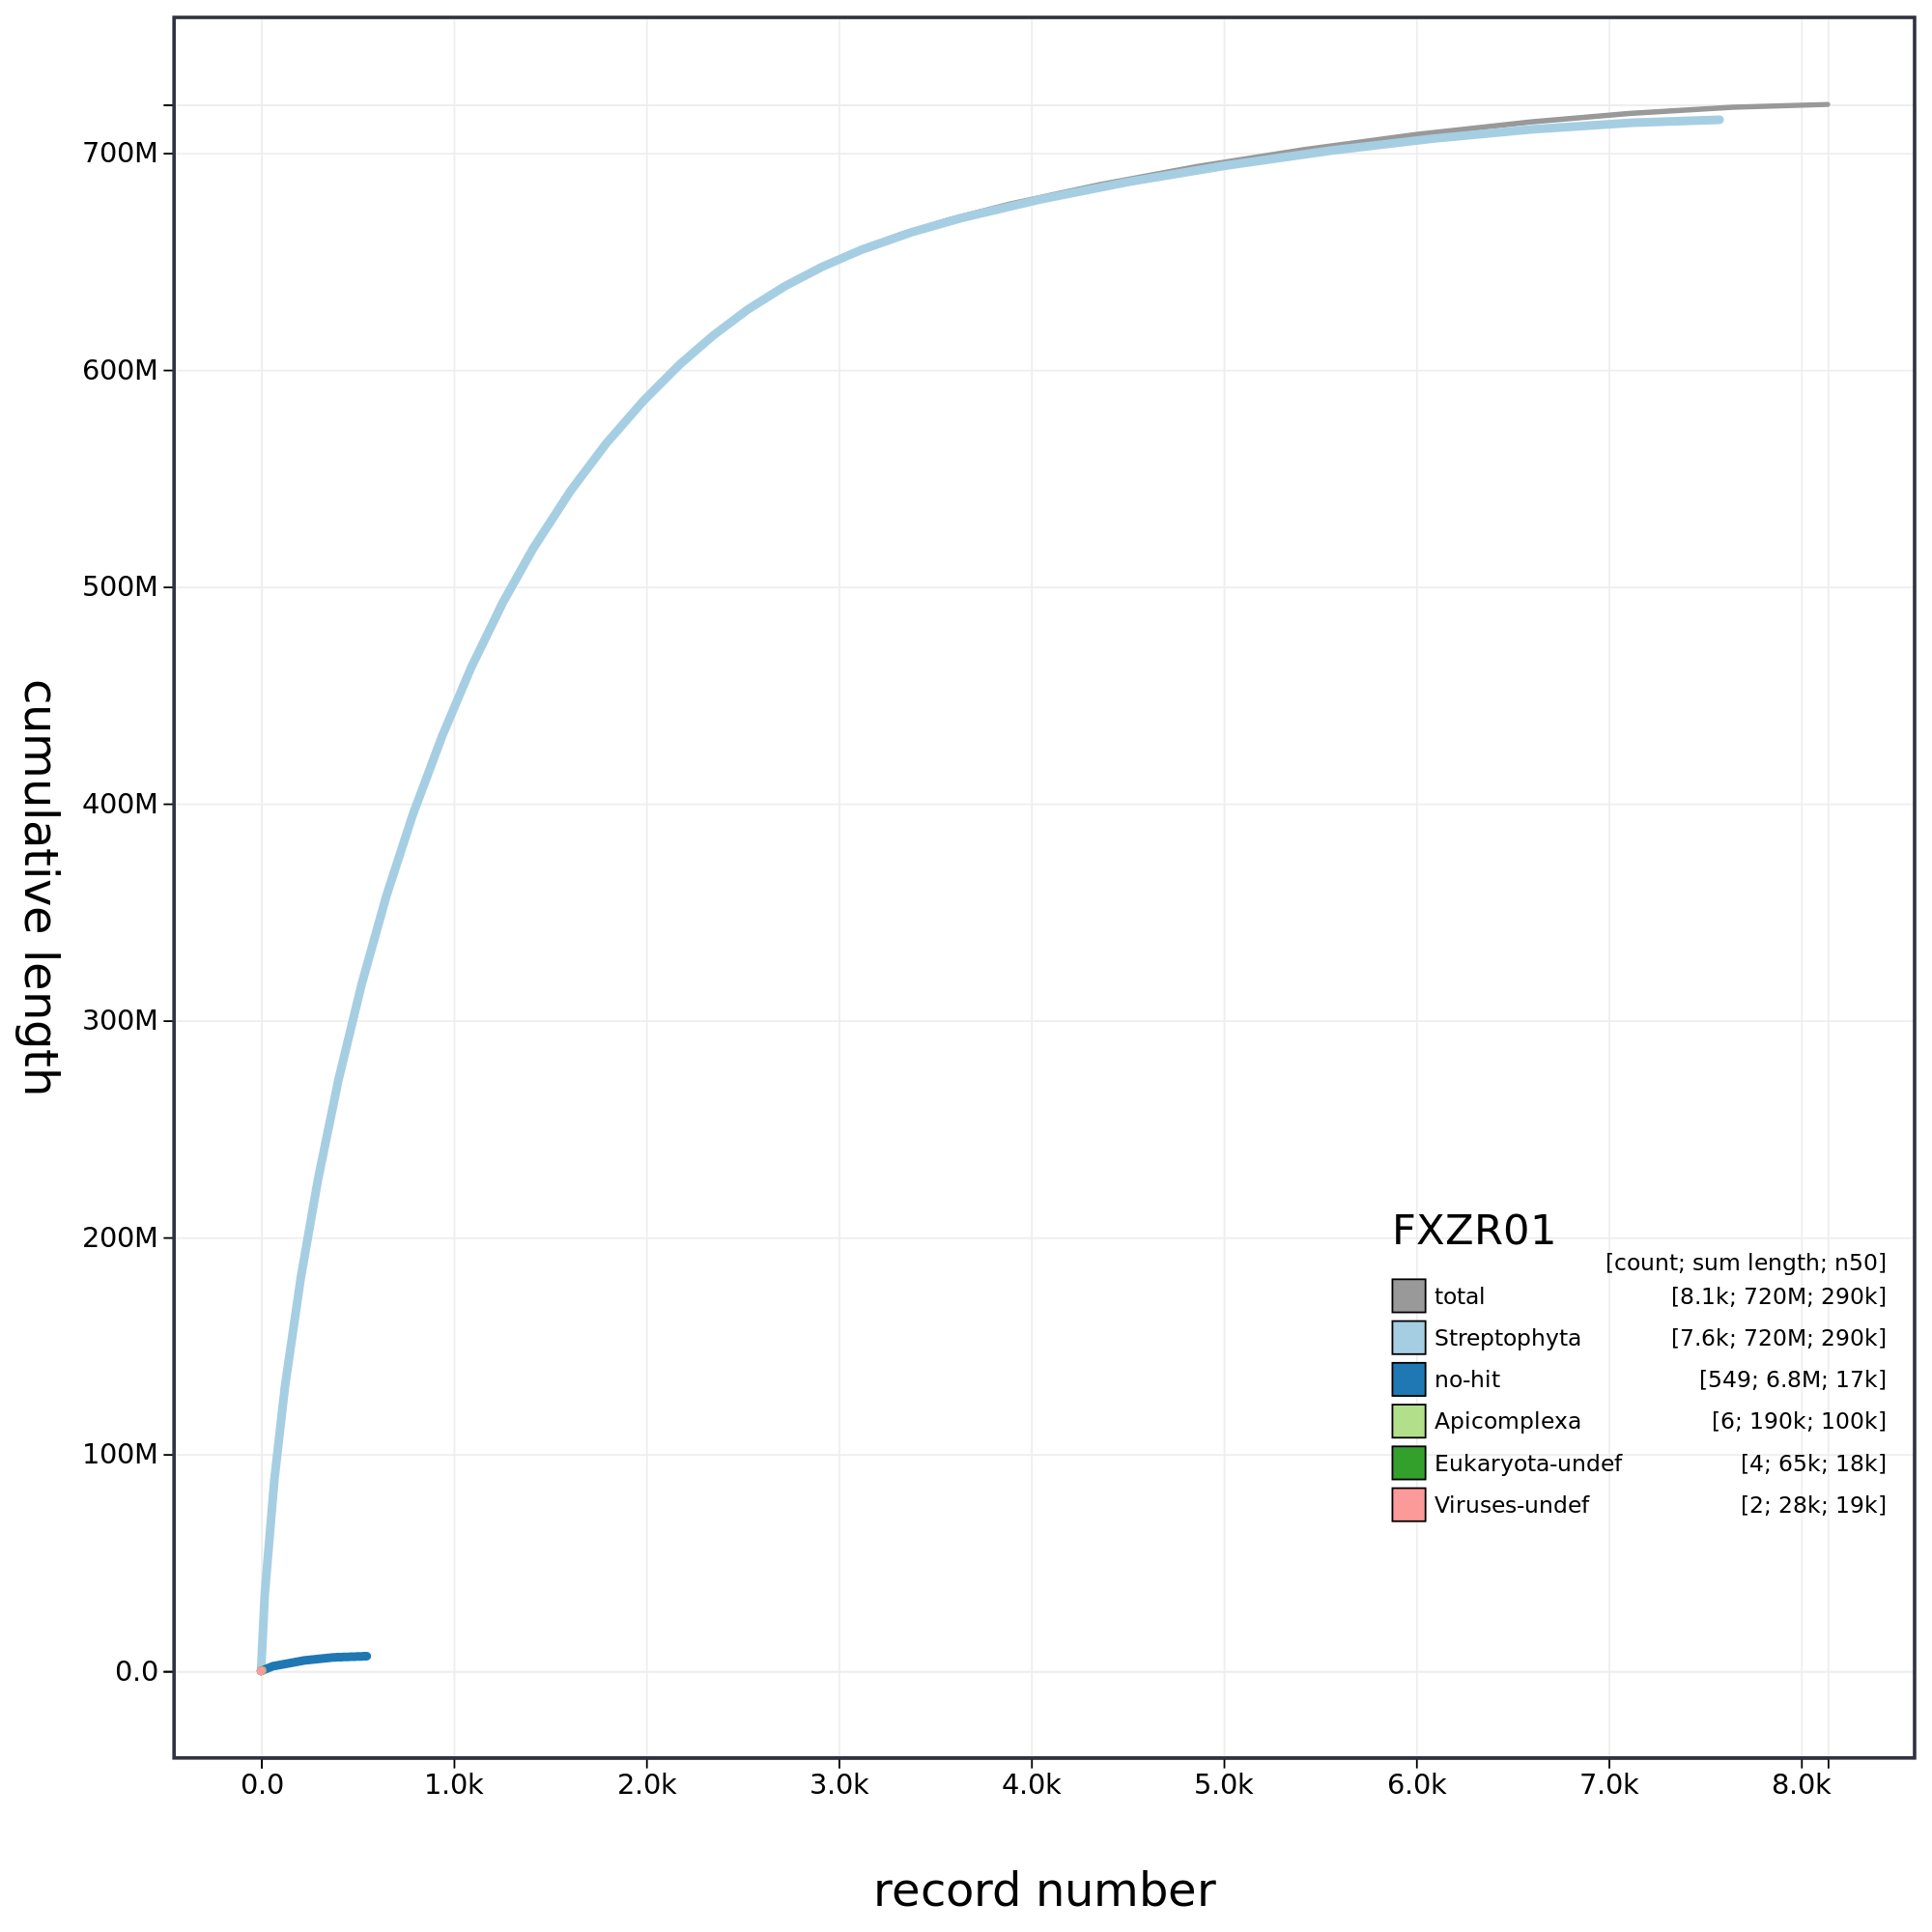 700M
600M
500M
400M
300M
200M
100M
0.0
cumulative length
FXZR01
[count; sum length; n50]
total [8.1k; 720M; 290k]
Streptophyta [7.6k; 720M; 290k]
no-hit [549; 6.8M; 17k]
Apicomplexa [6; 190k; 100k]
Eukaryota-undef [4; 65k; 18k]
Viruses-undef [2; 28k; 19k]
0.0 1.0k 2.0k 3.0k 4.0k 5.0k 6.0k 7.0k 8.0k
record number